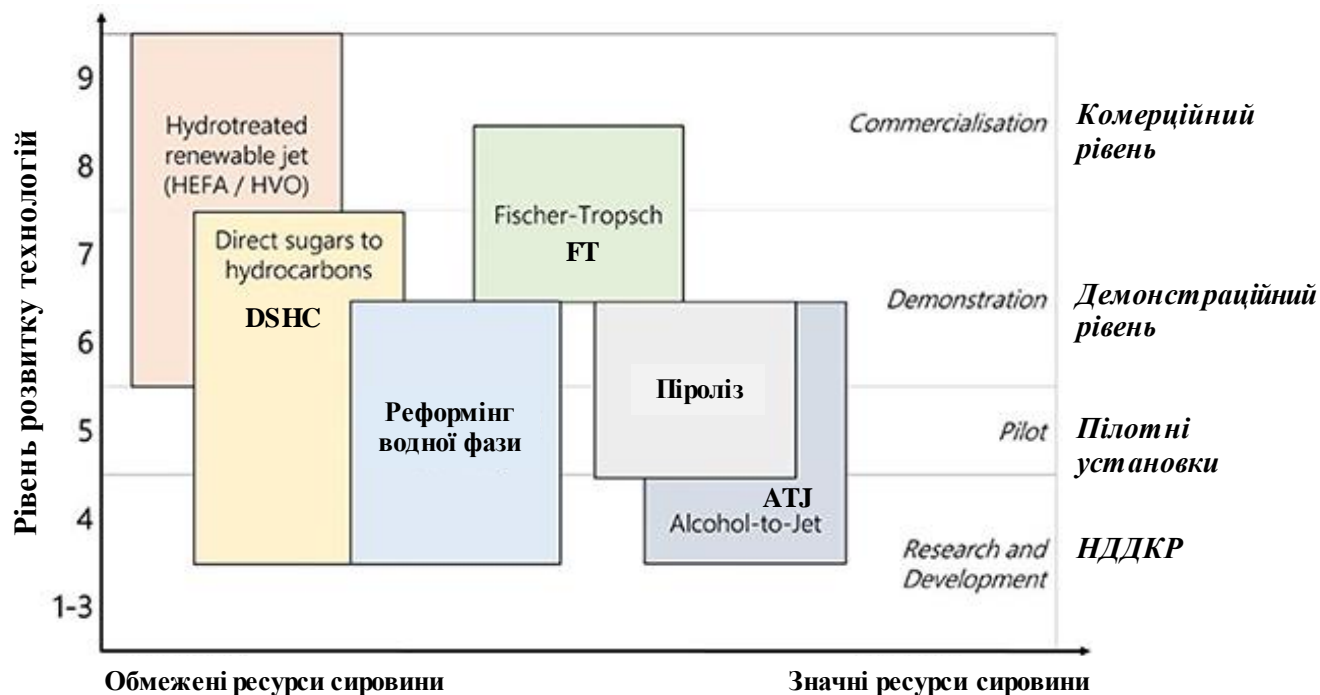 Рівень розвитку технологій
9
8
7
6
5
4
1-3
Hydrotreated
renewable jet
(HEFA / HVO)
Direct sugars to
hydrocarbons
DSHC
Реформінг
водної фази
Fischer-Tropsch
FT
Піроліз
ATJ
Alcohol-to-Jet
Commercialisation
Комерційний
рівень
Demonstration
Демонстраційний
рівень
Pilot
Пілотні
установки
Research and
Development
НДДКР
Обмежені ресурси сировини
Значні ресурси сировини